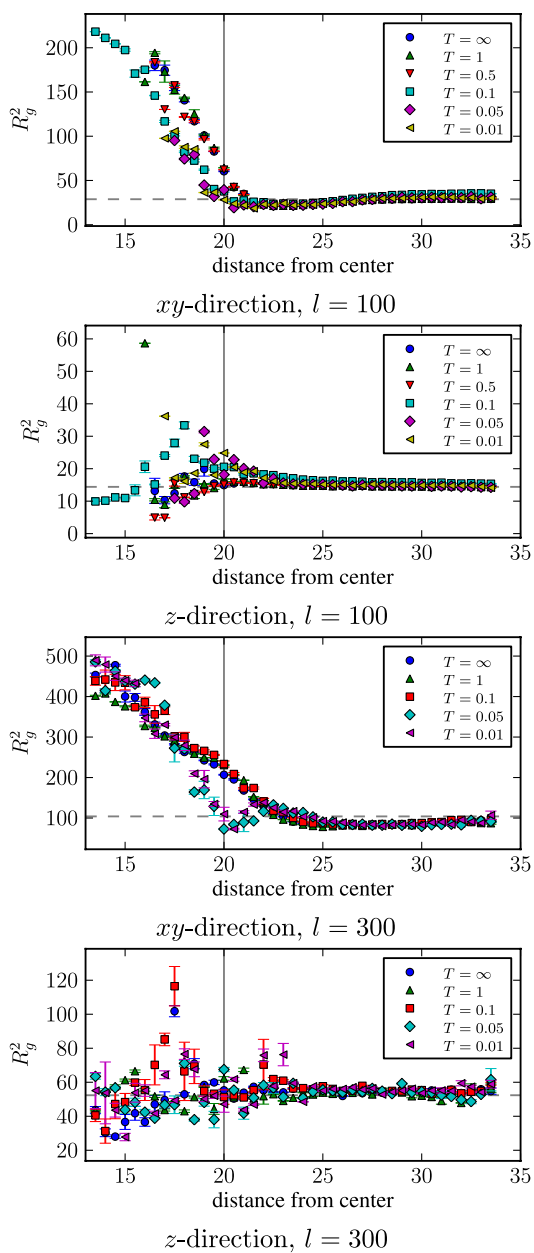 200
150
100
50
0
R_g^2
T = ∞
T = 1
T = 0.5
T = 0.1
T = 0.05
T = 0.01
15 20 25 30 35
distance from center
xy-direction, l = 100
60
50
40
30
20
10
0
R_g^2
T = ∞
T = 1
T = 0.5
T = 0.1
T = 0.05
T = 0.01
15 20 25 30 35
distance from center
z-direction, l = 100
500
400
300
200
100
R_g^2
T = ∞
T = 1
T = 0.1
T = 0.05
T = 0.01
15 20 25 30 35
distance from center
xy-direction, l = 300
120
100
80
60
40
20
R_g^2
T = ∞
T = 1
T = 0.1
T = 0.05
T = 0.01
15 20 25 30 35
distance from center
z-direction, l = 300